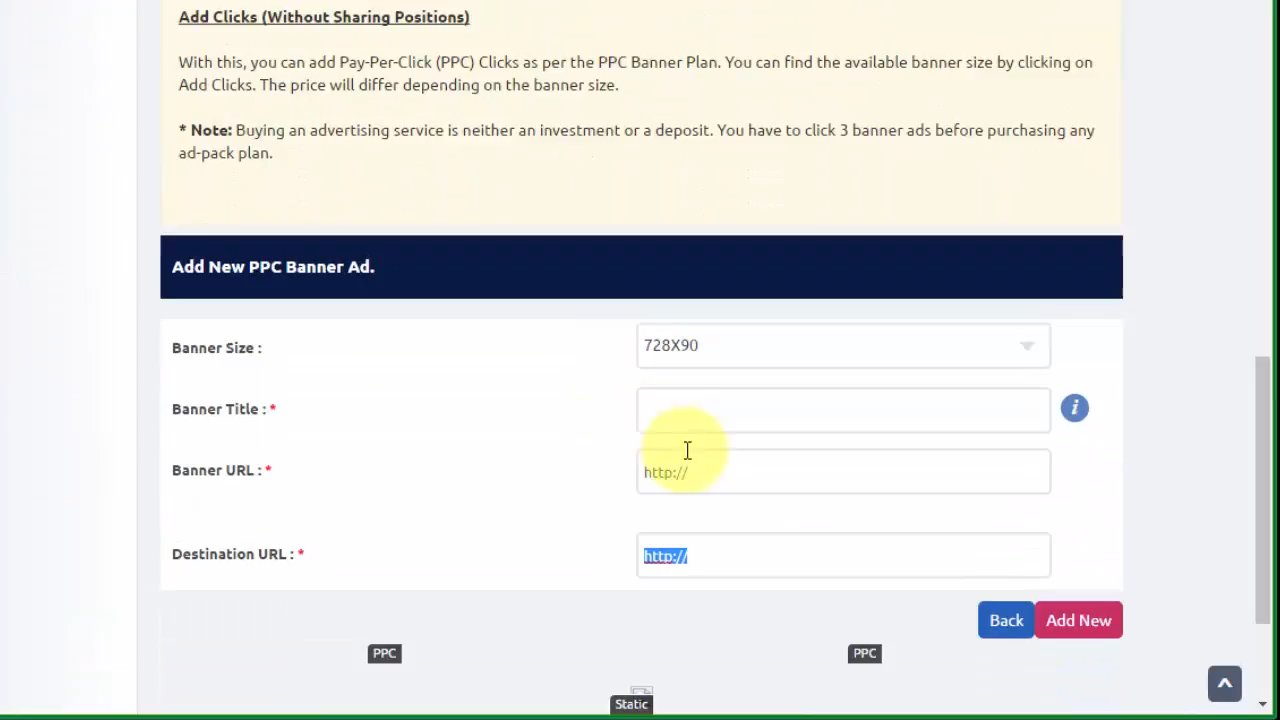 Add Clicks (Without Sharing Positions)
With this, you can add Pay-Per-Click (PPC) Clicks as per the PPC Banner Plan. You can find the available banner size by clicking on
Add Clicks. The price will differ depending on the banner size.
* Note: Buying an advertising service is neither an investment or a deposit. You have to click 3 banner ads before purchasing any
ad-pack plan.
Add New PPC Banner Ad.
Banner Size :
728X90
Banner Title : *
i
Banner URL : *
http://
Destination URL : *
http://
Back
Add New
PPC
PPC
Static